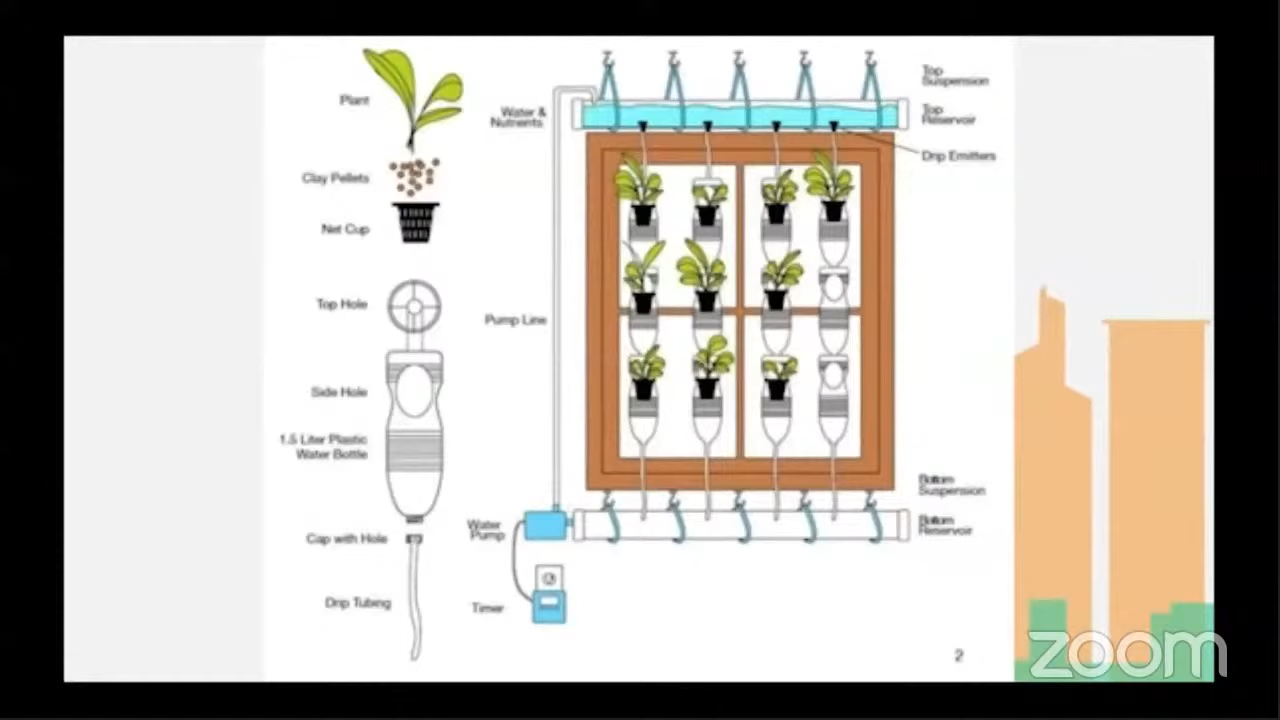 Plant
Clay Pellets
Net Cup
Top Hole
Side Hole
1.5 Liter Plastic
Water Bottle
Cap with Hole
Drip Tubing
Water &
Nutrients
Pump Line
Water
Pump
Timer
Top
Suspension
Top
Reservoir
Drip Emitters
Bottom
Suspension
Bottom
Reservoir
2
zoom